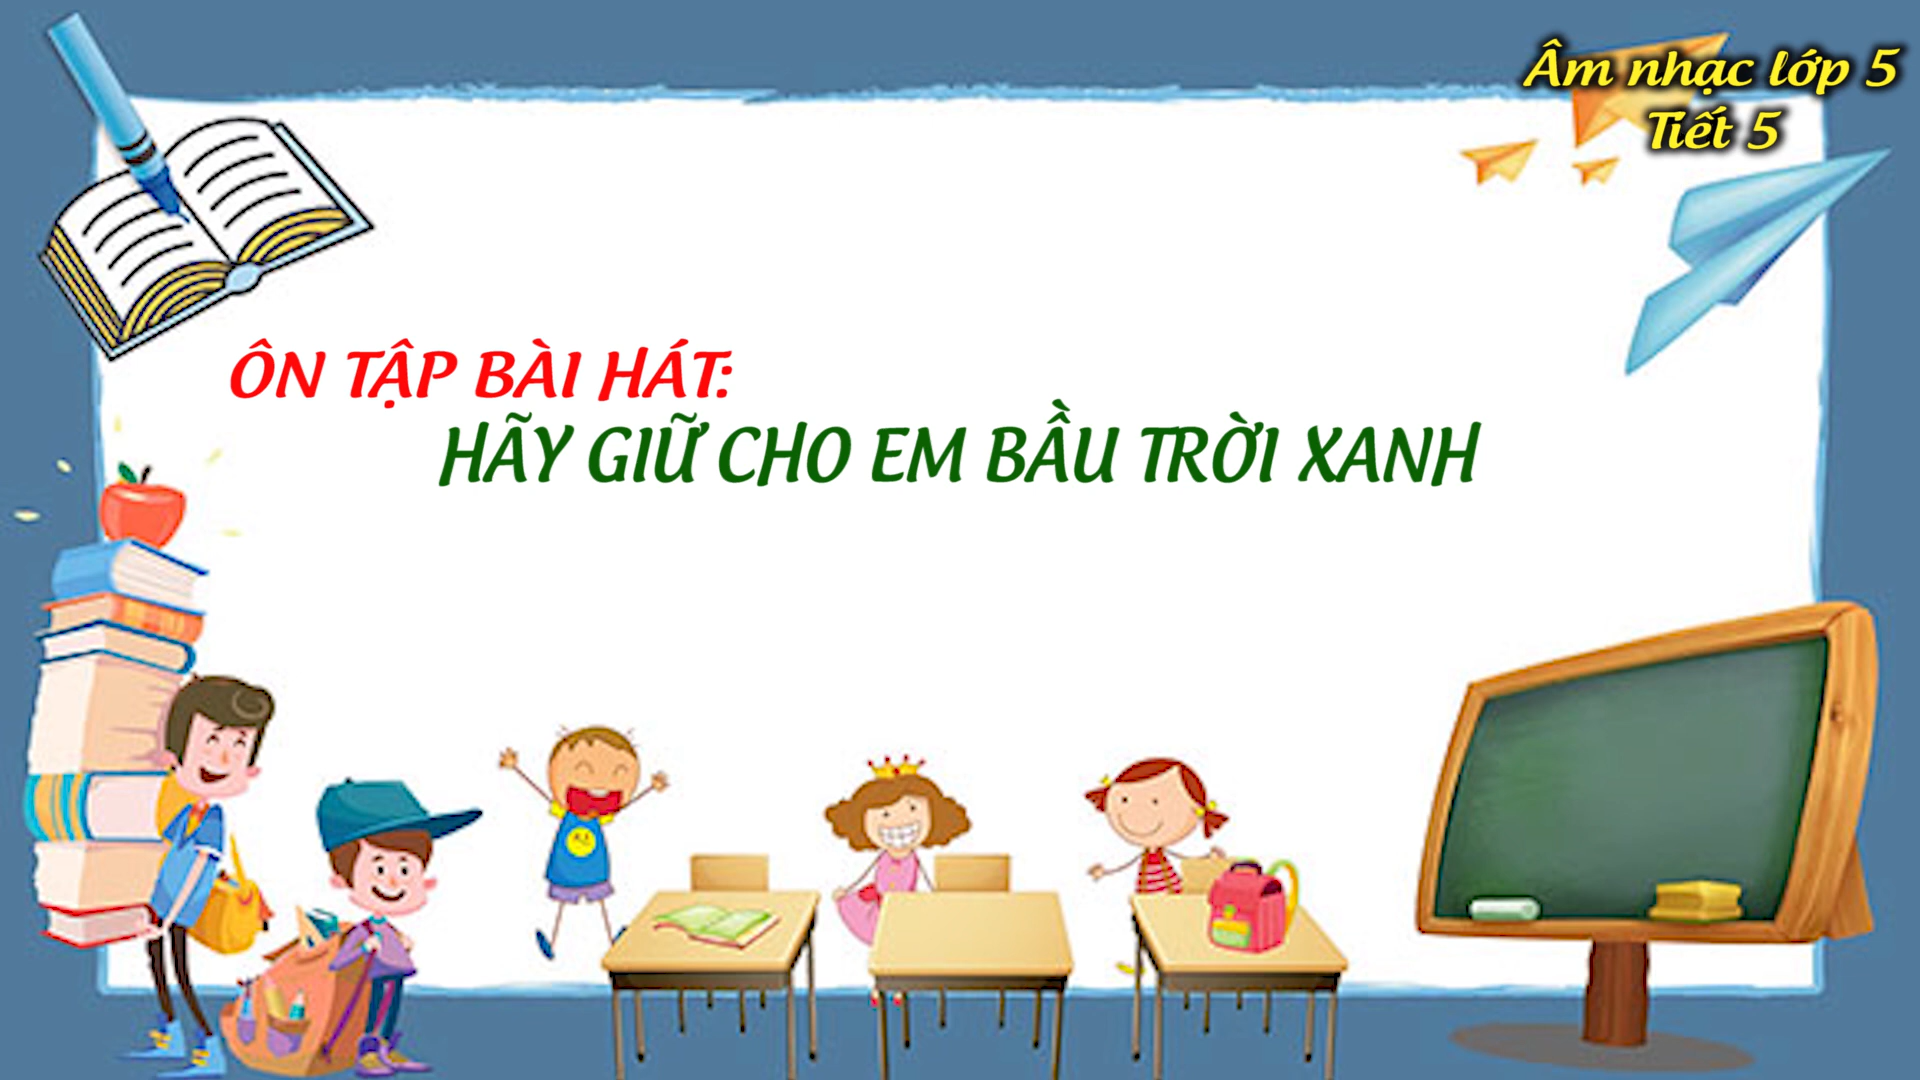 Âm nhạc lớp 5
Tiết 5
ÔN TẬP BÀI HÁT:
HÃY GIỮ CHO EM BẦU TRỜI XANH